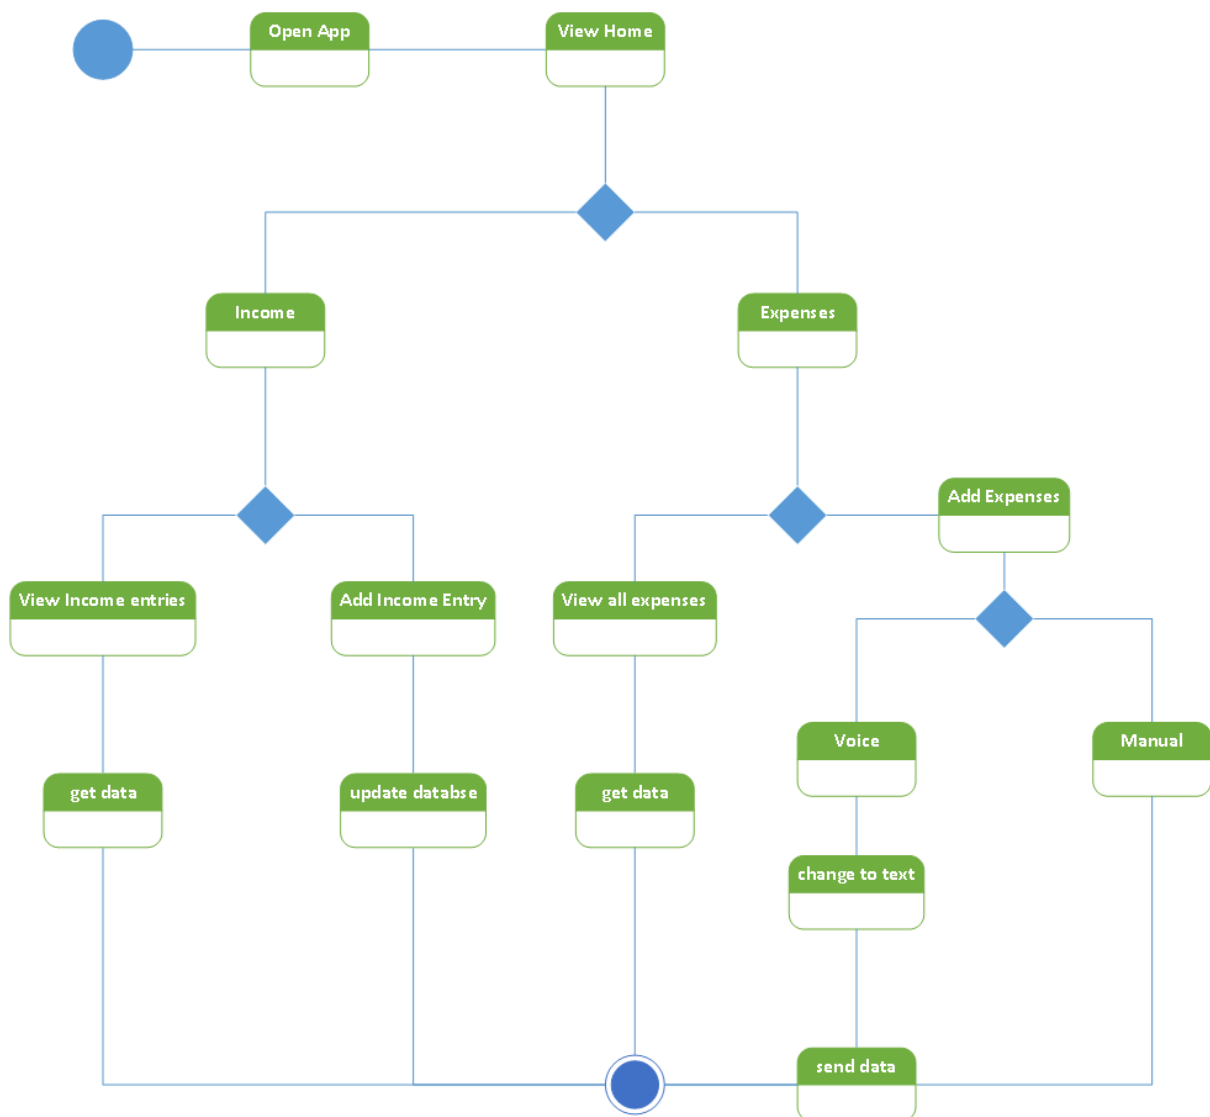 Open App
View Home
Income
Expenses
Add Expenses
View Income entries
Add Income Entry
View all expenses
Voice
Manual
get data
update databse
get data
change to text
send data